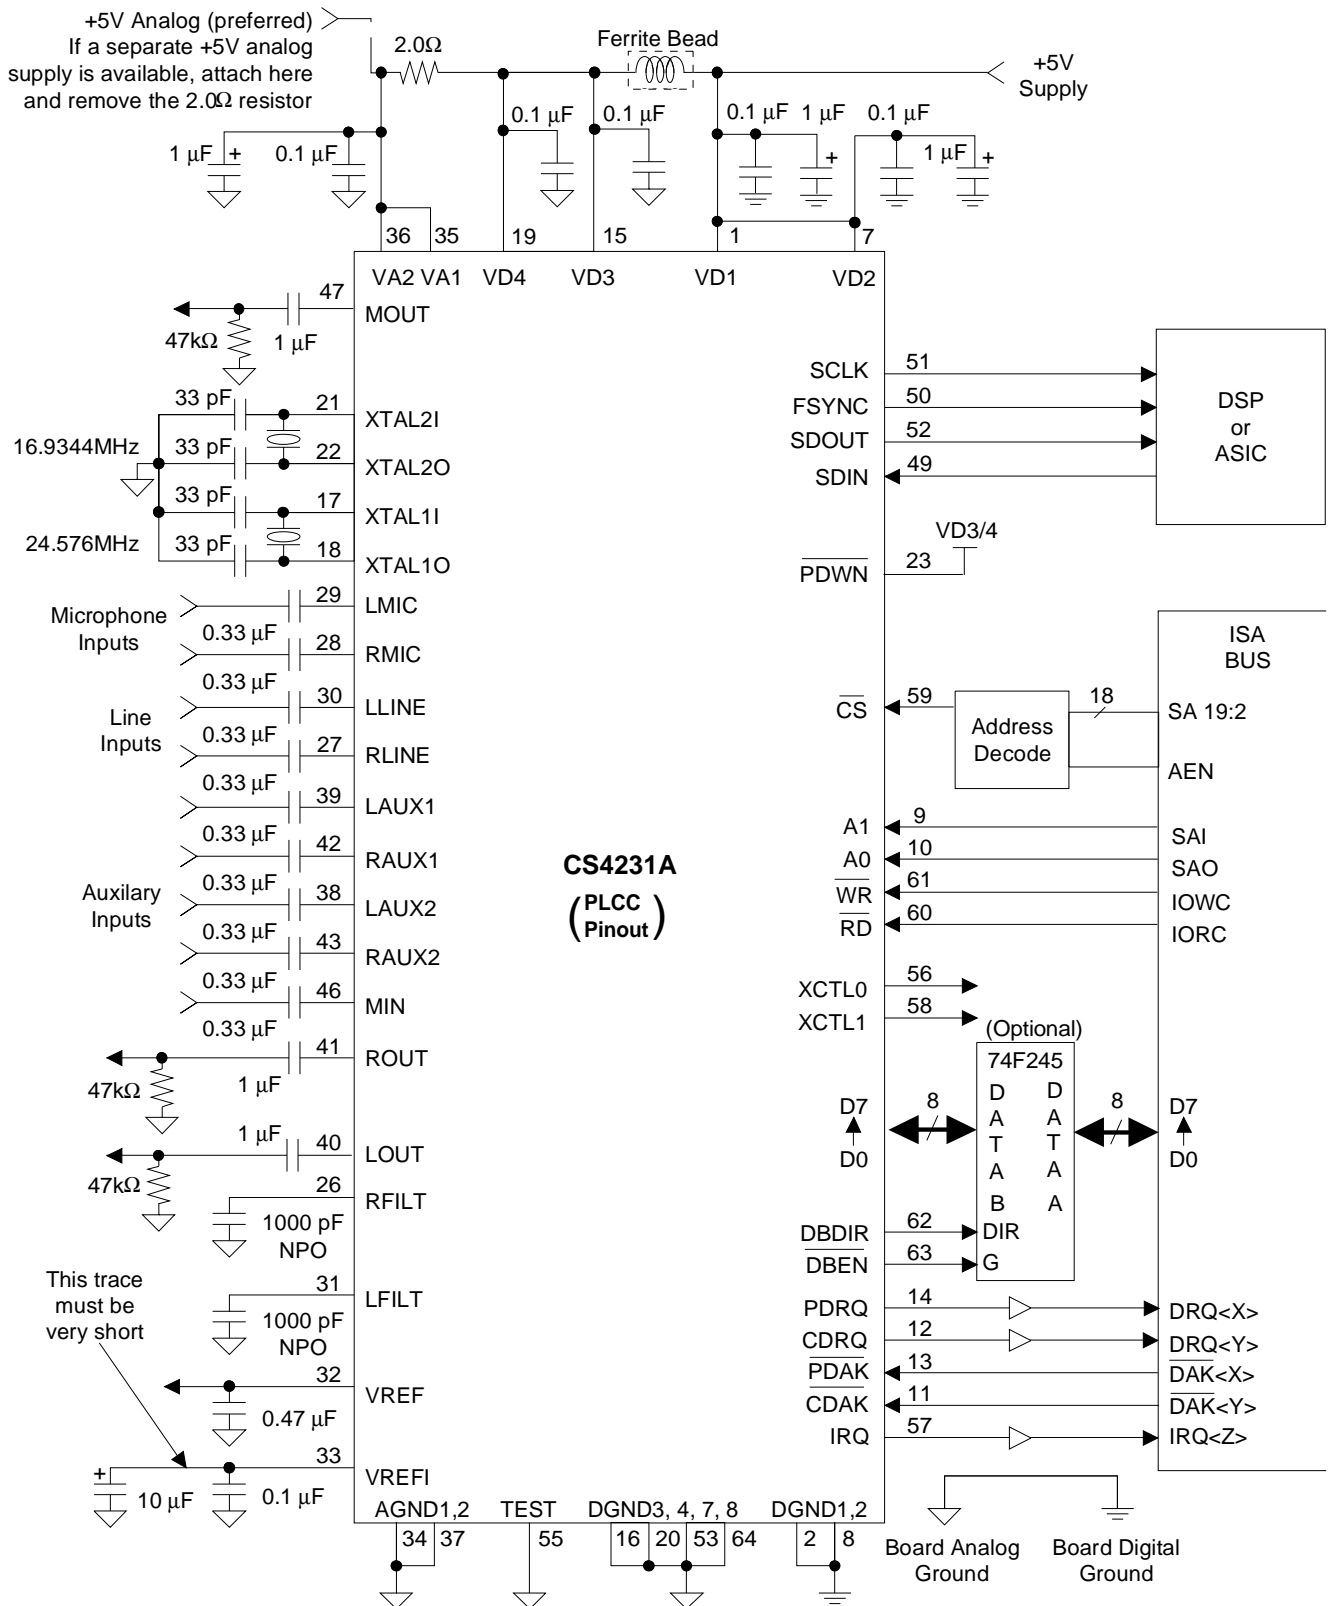 +5V Analog (preferred)
If a separate +5V analog
supply is available, attach here
and remove the 2.0Ω resistor
2.0Ω
Ferrite Bead
+5V
Supply
1 µF
+
0.1 µF
0.1 µF
0.1 µF
0.1 µF
1 µF
+
0.1 µF
1 µF
+
36
35
19
15
1
7
VA2
VA1
VD4
VD3
VD1
VD2
47
MOUT
47kΩ
1 µF
33 pF
21
XTAL2I
16.9344MHz
33 pF
22
XTAL2O
33 pF
17
XTAL1I
24.576MHz
33 pF
18
XTAL1O
Microphone
Inputs
29
LMIC
0.33 µF
28
RMIC
0.33 µF
Line
Inputs
30
LLINE
0.33 µF
27
RLINE
0.33 µF
39
LAUX1
0.33 µF
42
RAUX1
0.33 µF
Auxilary
Inputs
38
LAUX2
0.33 µF
43
RAUX2
0.33 µF
46
MIN
0.33 µF
41
ROUT
47kΩ
1 µF
1 µF
40
LOUT
47kΩ
26
RFILT
1000 pF
NPO
This trace
must be
very short
31
LFILT
1000 pF
NPO
32
VREF
0.47 µF
33
VREFI
+
10 µF
0.1 µF
CS4231A
(PLCC
Pinout)
SCLK
51
FSYNC
50
SDOUT
52
SDIN
49
DSP
or
ASIC
VD3/4
PDWN
23
ISA
BUS
CS
59
Address
Decode
18
SA 19:2
AEN
A1
9
SAI
A0
10
SAO
WR
61
IOWC
RD
60
IORC
XCTL0
56
XCTL1
58
(Optional)
74F245
D
A
T
A
B
D
A
T
A
A
D7
D0
8
8
D7
D0
DBDIR
62
DIR
DBEN
63
G
PDRQ
14
DRQ<X>
CDRQ
12
DRQ<Y>
PDAK
13
DAK<X>
CDAK
11
DAK<Y>
IRQ
57
IRQ<Z>
AGND1,2
TEST
DGND3, 4, 7, 8
DGND1,2
34
37
55
16
20
53
64
2
8
Board Analog
Ground
Board Digital
Ground